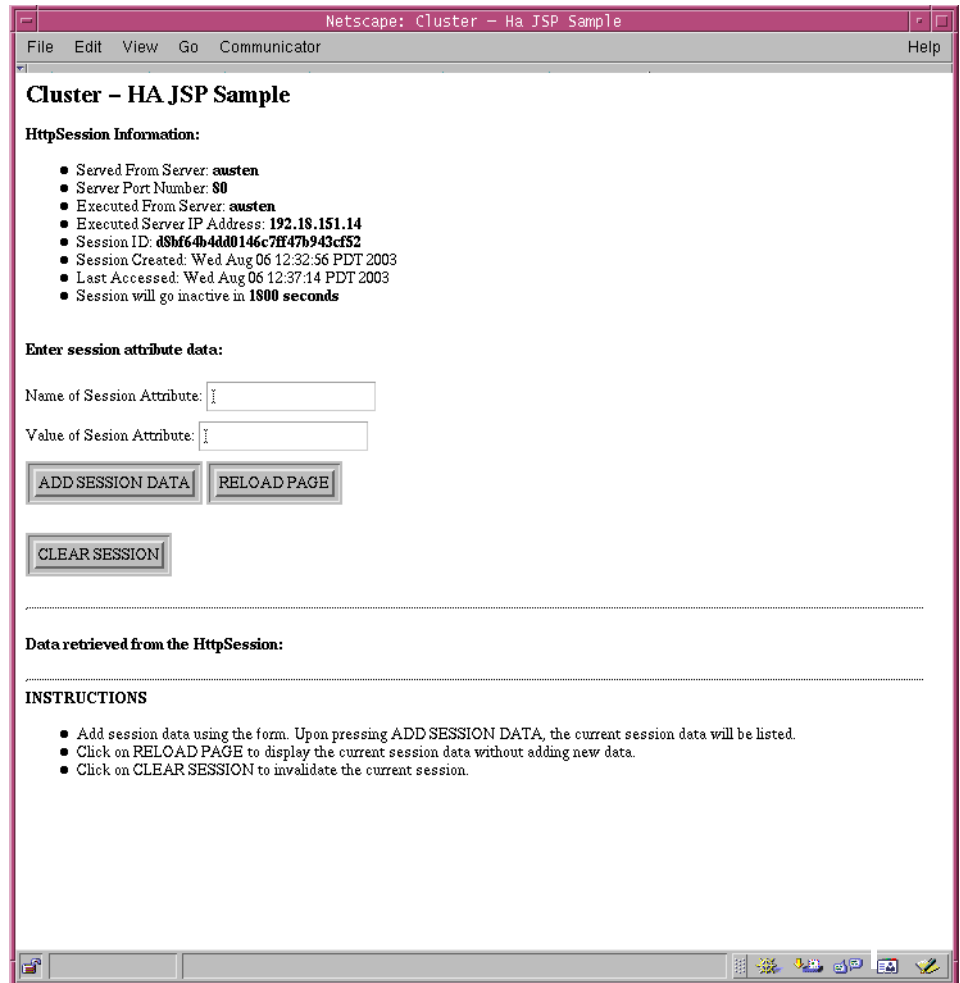 Netscape: Cluster – Ha JSP Sample
File Edit View Go Communicator Help
Cluster – HA JSP Sample
HttpSession Information:
Served From Server: austen
Server Port Number: 80
Executed From Server: austen
Executed Server IP Address: 192.18.151.14
Session ID: d8bf64b4dd0146c7ff47b943cf52
Session Created: Wed Aug 06 12:32:56 PDT 2003
Last Accessed: Wed Aug 06 12:37:14 PDT 2003
Session will go inactive in 1800 seconds
Enter session attribute data:
Name of Session Attribute:
Value of Sesion Attribute:
ADD SESSION DATA RELOAD PAGE
CLEAR SESSION
Data retrieved from the HttpSession:
INSTRUCTIONS
Add session data using the form. Upon pressing ADD SESSION DATA, the current session data will be listed.
Click on RELOAD PAGE to display the current session data without adding new data.
Click on CLEAR SESSION to invalidate the current session.